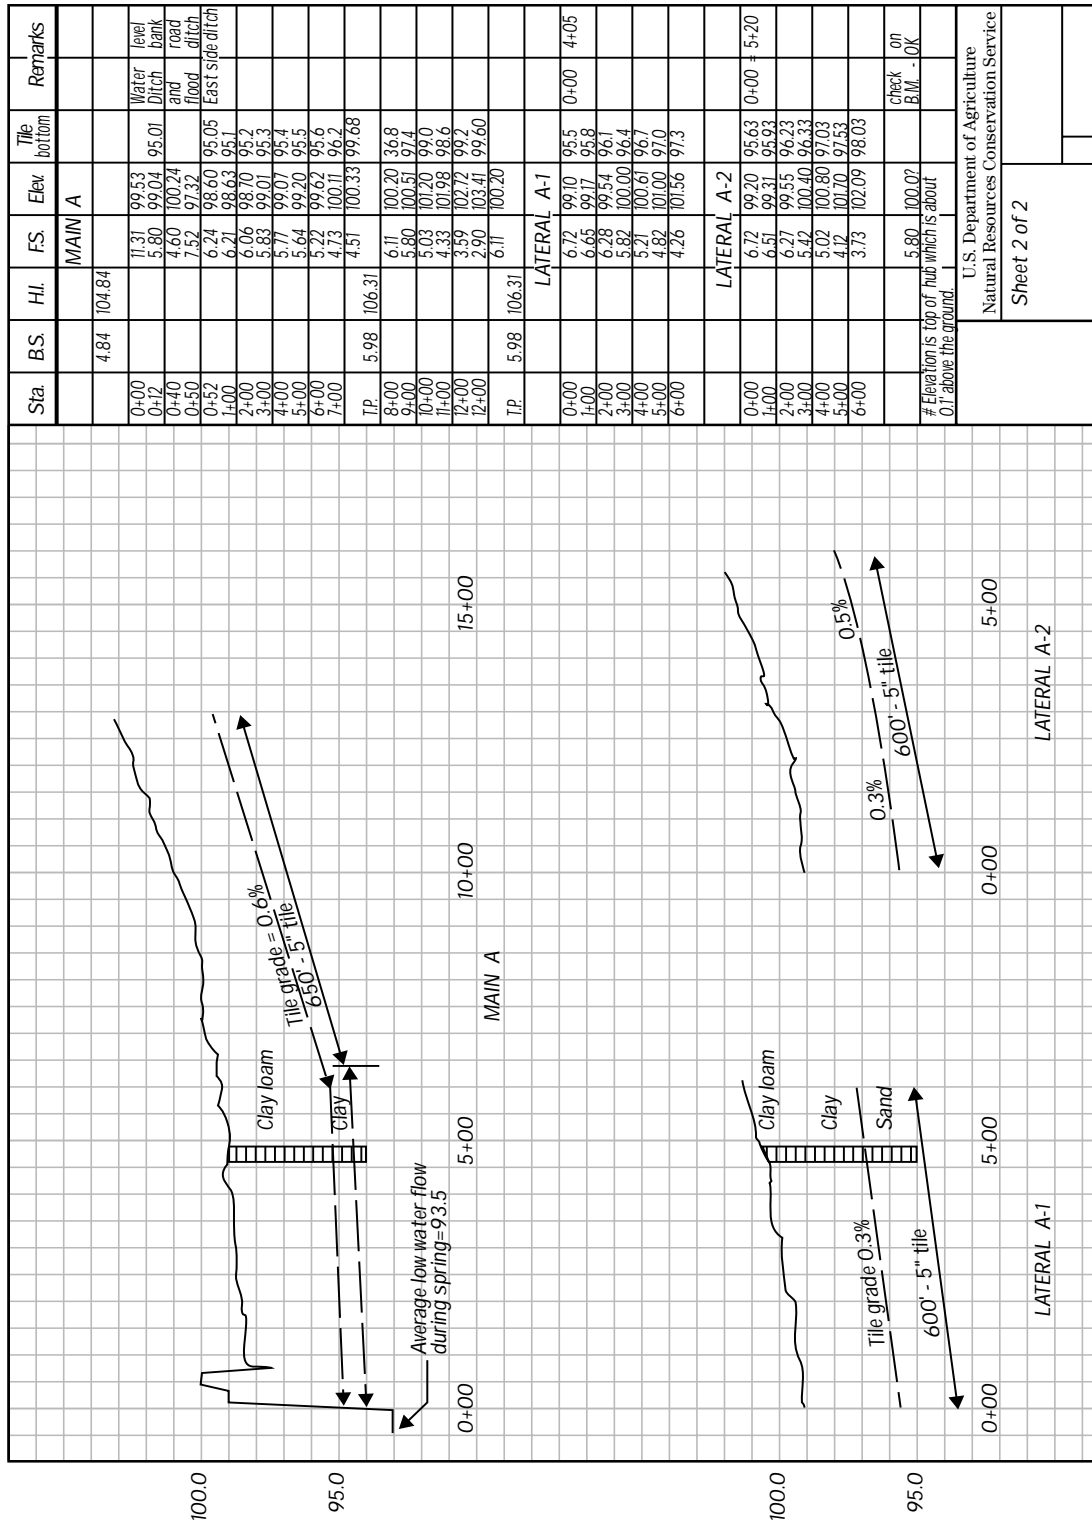 100.0
95.0
Clay loam
Clay
Tile grade = 0.6%
650' - 5" tile
Average low water flow
during spring=93.5
0+00 5+00 10+00 15+00
MAIN A
100.0
95.0
Clay loam
Clay
Sand
Tile grade 0.3%
600' - 5" tile
0.3%
0.5%
600' - 5" tile
0+00 5+00 0+00 5+00
LATERAL A-1 LATERAL A-2
Sta. B.S. H.I. F.S. Elev. Tile bottom Remarks
MAIN A
4.84 104.84
0+00 11.31 99.53 Water level
0+12 5.80 99.04 95.01 Ditch bank
0+40 4.60 100.24 and road
0+50 7.52 97.32 flood ditch
0+52 6.24 98.60 95.05 East side ditch
1+00 6.21 98.63 95.1
2+00 6.06 98.70 95.2
3+00 5.83 99.01 95.3
4+00 5.77 99.07 95.4
5+00 5.64 99.20 95.5
6+00 5.22 99.62 95.6
7+00 4.73 100.11 96.2
4.51 100.33 99.68
T.P. 5.98 106.31
8+00 6.11 100.20 36.8
9+00 5.80 100.51 97.4
10+00 5.03 101.20 99.0
11+00 4.33 101.98 98.6
12+00 3.59 102.72 99.2
12+00 2.90 103.41 99.60
6.11 100.20
T.P. 5.98 106.31
LATERAL A-1
0+00 6.72 99.10 95.5 0+00 4+05
1+00 6.65 99.17 95.8
2+00 6.28 99.54 96.1
3+00 5.82 100.00 96.4
4+00 5.21 100.61 96.7
5+00 4.82 101.00 97.0
6+00 4.26 101.56 97.3
LATERAL A-2
0+00 6.72 99.20 95.63 0+00 = 5+20
1+00 6.51 99.31 95.93
2+00 6.27 99.55 96.23
3+00 5.42 100.40 96.33
4+00 5.02 100.80 97.03
5+00 4.12 101.70 97.53
6+00 3.73 102.09 98.03
check on
5.80 100.0? B.M. - OK
# Elevation is top of hub which is about
0.1' above the ground.
U.S. Department of Agriculture
Natural Resources Conservation Service
Sheet 2 of 2